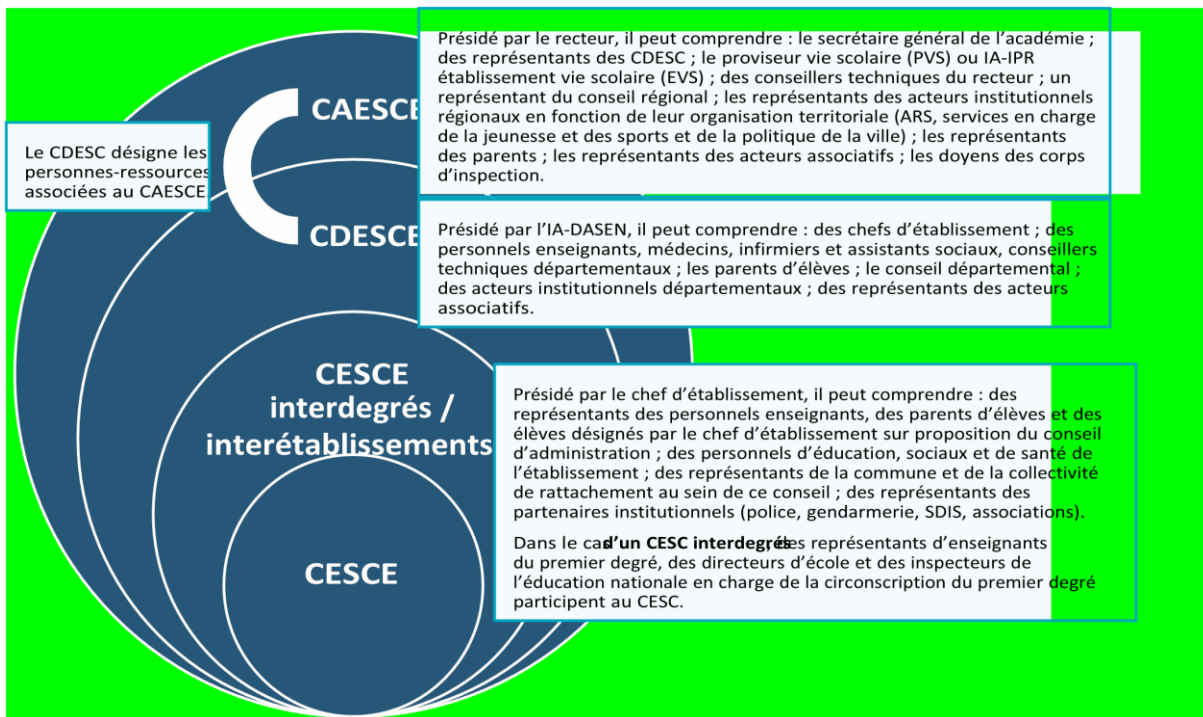 Présidé par le recteur, il peut comprendre : le secrétaire général de l'académie ;
des représentants des CDESC ; le proviseur vie scolaire (PVS) ou IA-IPR
établissement vie scolaire (EVS) ; des conseillers techniques du recteur ; un
représentant du conseil régional ; les représentants des acteurs institutionnels
régionaux en fonction de leur organisation territoriale (ARS, services en charge
de la jeunesse et des sports et de la politique de la ville) ; les représentants
des parents ; les représentants des acteurs associatifs ; les doyens des corps
d'inspection.
CAESCE
Le CDESC désigne les
personnes-ressources
associées au CAESCE.
CDESCE
Présidé par l'IA-DASEN, il peut comprendre : des chefs d'établissement ; des
personnels enseignants, médecins, infirmiers et assistants sociaux, conseillers
techniques départementaux ; les parents d'élèves ; le conseil départemental ;
des acteurs institutionnels départementaux ; des représentants des acteurs
associatifs.
CESCE
interdegrés /
interétablissements
Présidé par le chef d'établissement, il peut comprendre : des
représentants des personnels enseignants, des parents d'élèves et des
élèves désignés par le chef d'établissement sur proposition du conseil
d'administration ; des personnels d'éducation, sociaux et de santé de
l'établissement ; des représentants de la commune et de la collectivité
de rattachement au sein de ce conseil ; des représentants des
partenaires institutionnels (police, gendarmerie, SDIS, associations).
Dans le cas d'un CESC interdegrés, des représentants d'enseignants
du premier degré, des directeurs d'école et des inspecteurs de
l'éducation nationale en charge de la circonscription du premier degré
participent au CESC.
CESCE